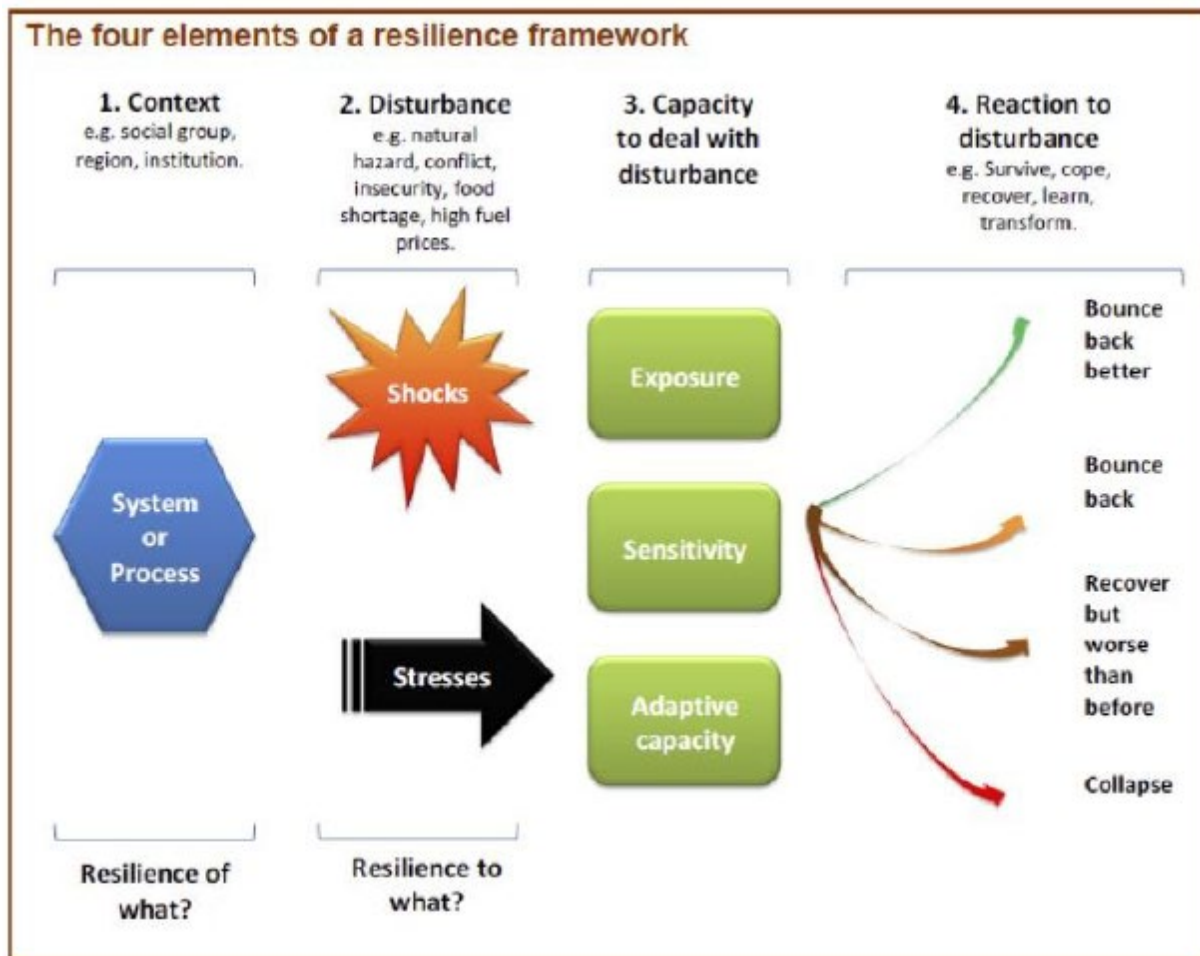 The four elements of a resilience framework
1. Context
e.g. social group,
region, institution.
2. Disturbance
e.g. natural
hazard, conflict,
insecurity, food
shortage, high fuel
prices.
3. Capacity
to deal with
disturbance
4. Reaction to
disturbance
e.g. Survive, cope,
recover, learn,
transform.
System
or
Process
Shocks
Stresses
Exposure
Sensitivity
Adaptive
capacity
Bounce
back
better
Bounce
back
Recover
but
worse
than
before
Collapse
Resilience of
what?
Resilience to
what?